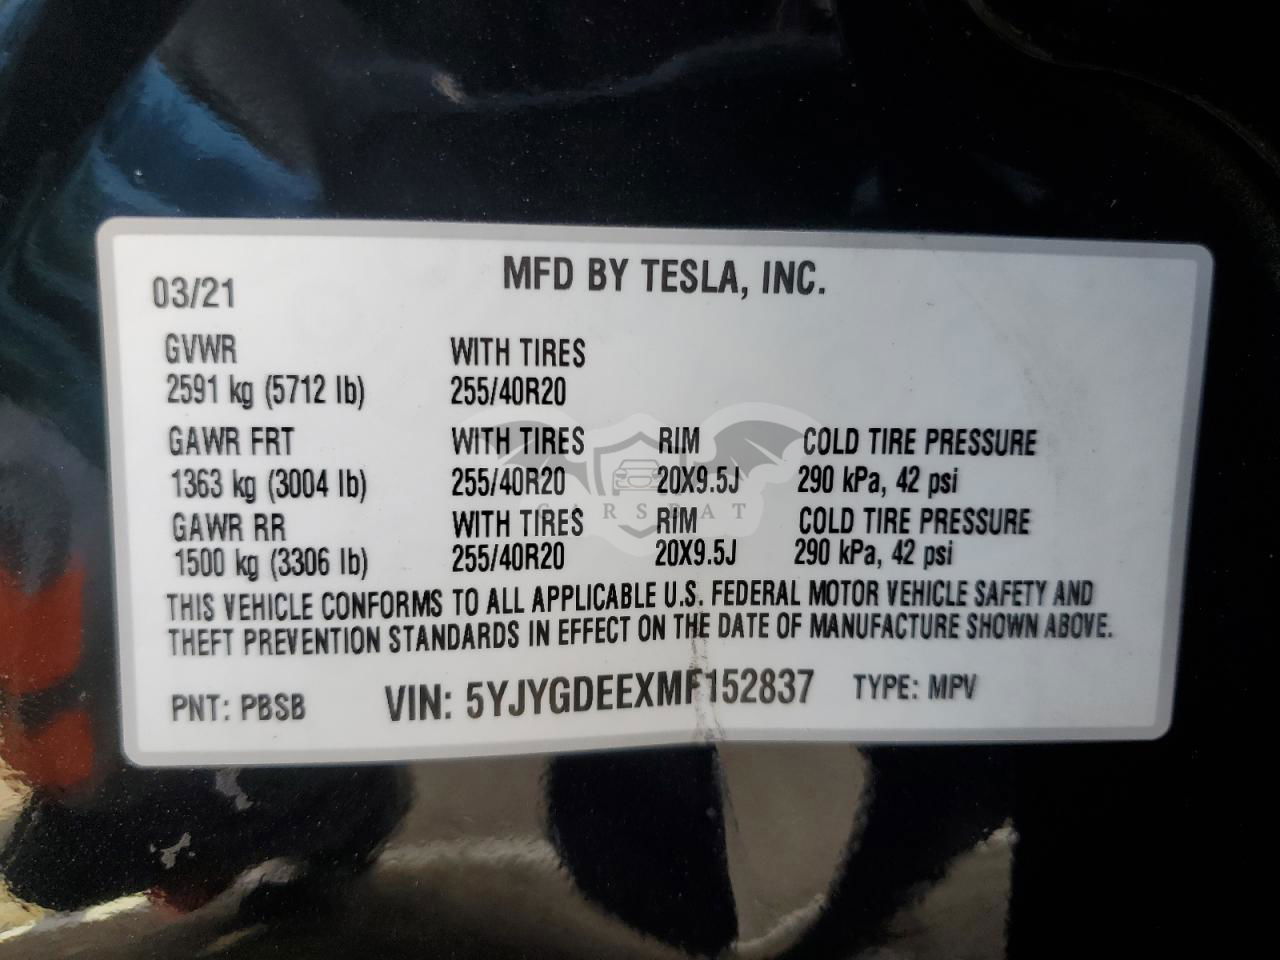 MFD BY TESLA, INC.
03/21
GVWR WITH TIRES
2591 kg (5712 lb) 255/40R20
GAWR FRT WITH TIRES RIM COLD TIRE PRESSURE
1363 kg (3004 lb) 255/40R20 20X9.5J 290 kPa, 42 psi
GAWR RR WITH TIRES RIM COLD TIRE PRESSURE
1500 kg (3306 lb) 255/40R20 20X9.5J 290 kPa, 42 psi
THIS VEHICLE CONFORMS TO ALL APPLICABLE U.S. FEDERAL MOTOR VEHICLE SAFETY AND
THEFT PREVENTION STANDARDS IN EFFECT ON THE DATE OF MANUFACTURE SHOWN ABOVE.
PNT: PBSB VIN: 5YJYGDEEXMF152837 TYPE: MPV
CARSBAT